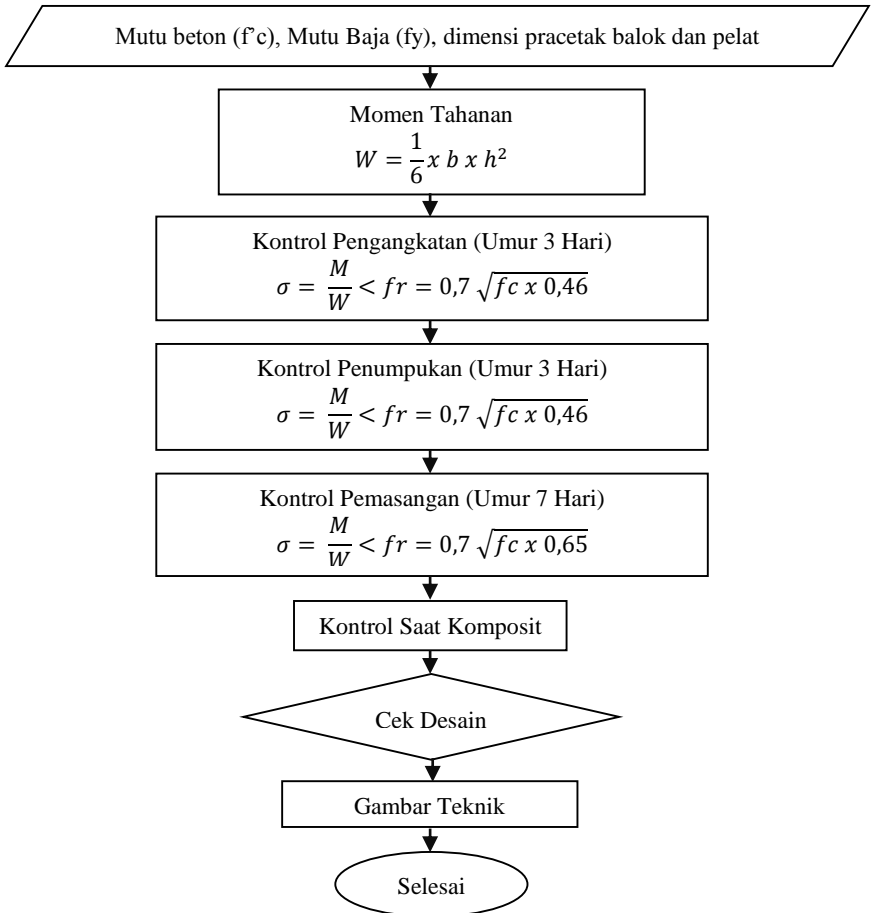 Mutu beton (f’c), Mutu Baja (fy), dimensi pracetak balok dan pelat
Momen Tahanan
W = 1/6 x b x h²
Kontrol Pengangkatan (Umur 3 Hari)
σ = M/W < fr = 0,7 √(fc x 0,46)
Kontrol Penumpukan (Umur 3 Hari)
σ = M/W < fr = 0,7 √(fc x 0,46)
Kontrol Pemasangan (Umur 7 Hari)
σ = M/W < fr = 0,7 √(fc x 0,65)
Kontrol Saat Komposit
Cek Desain
Gambar Teknik
Selesai